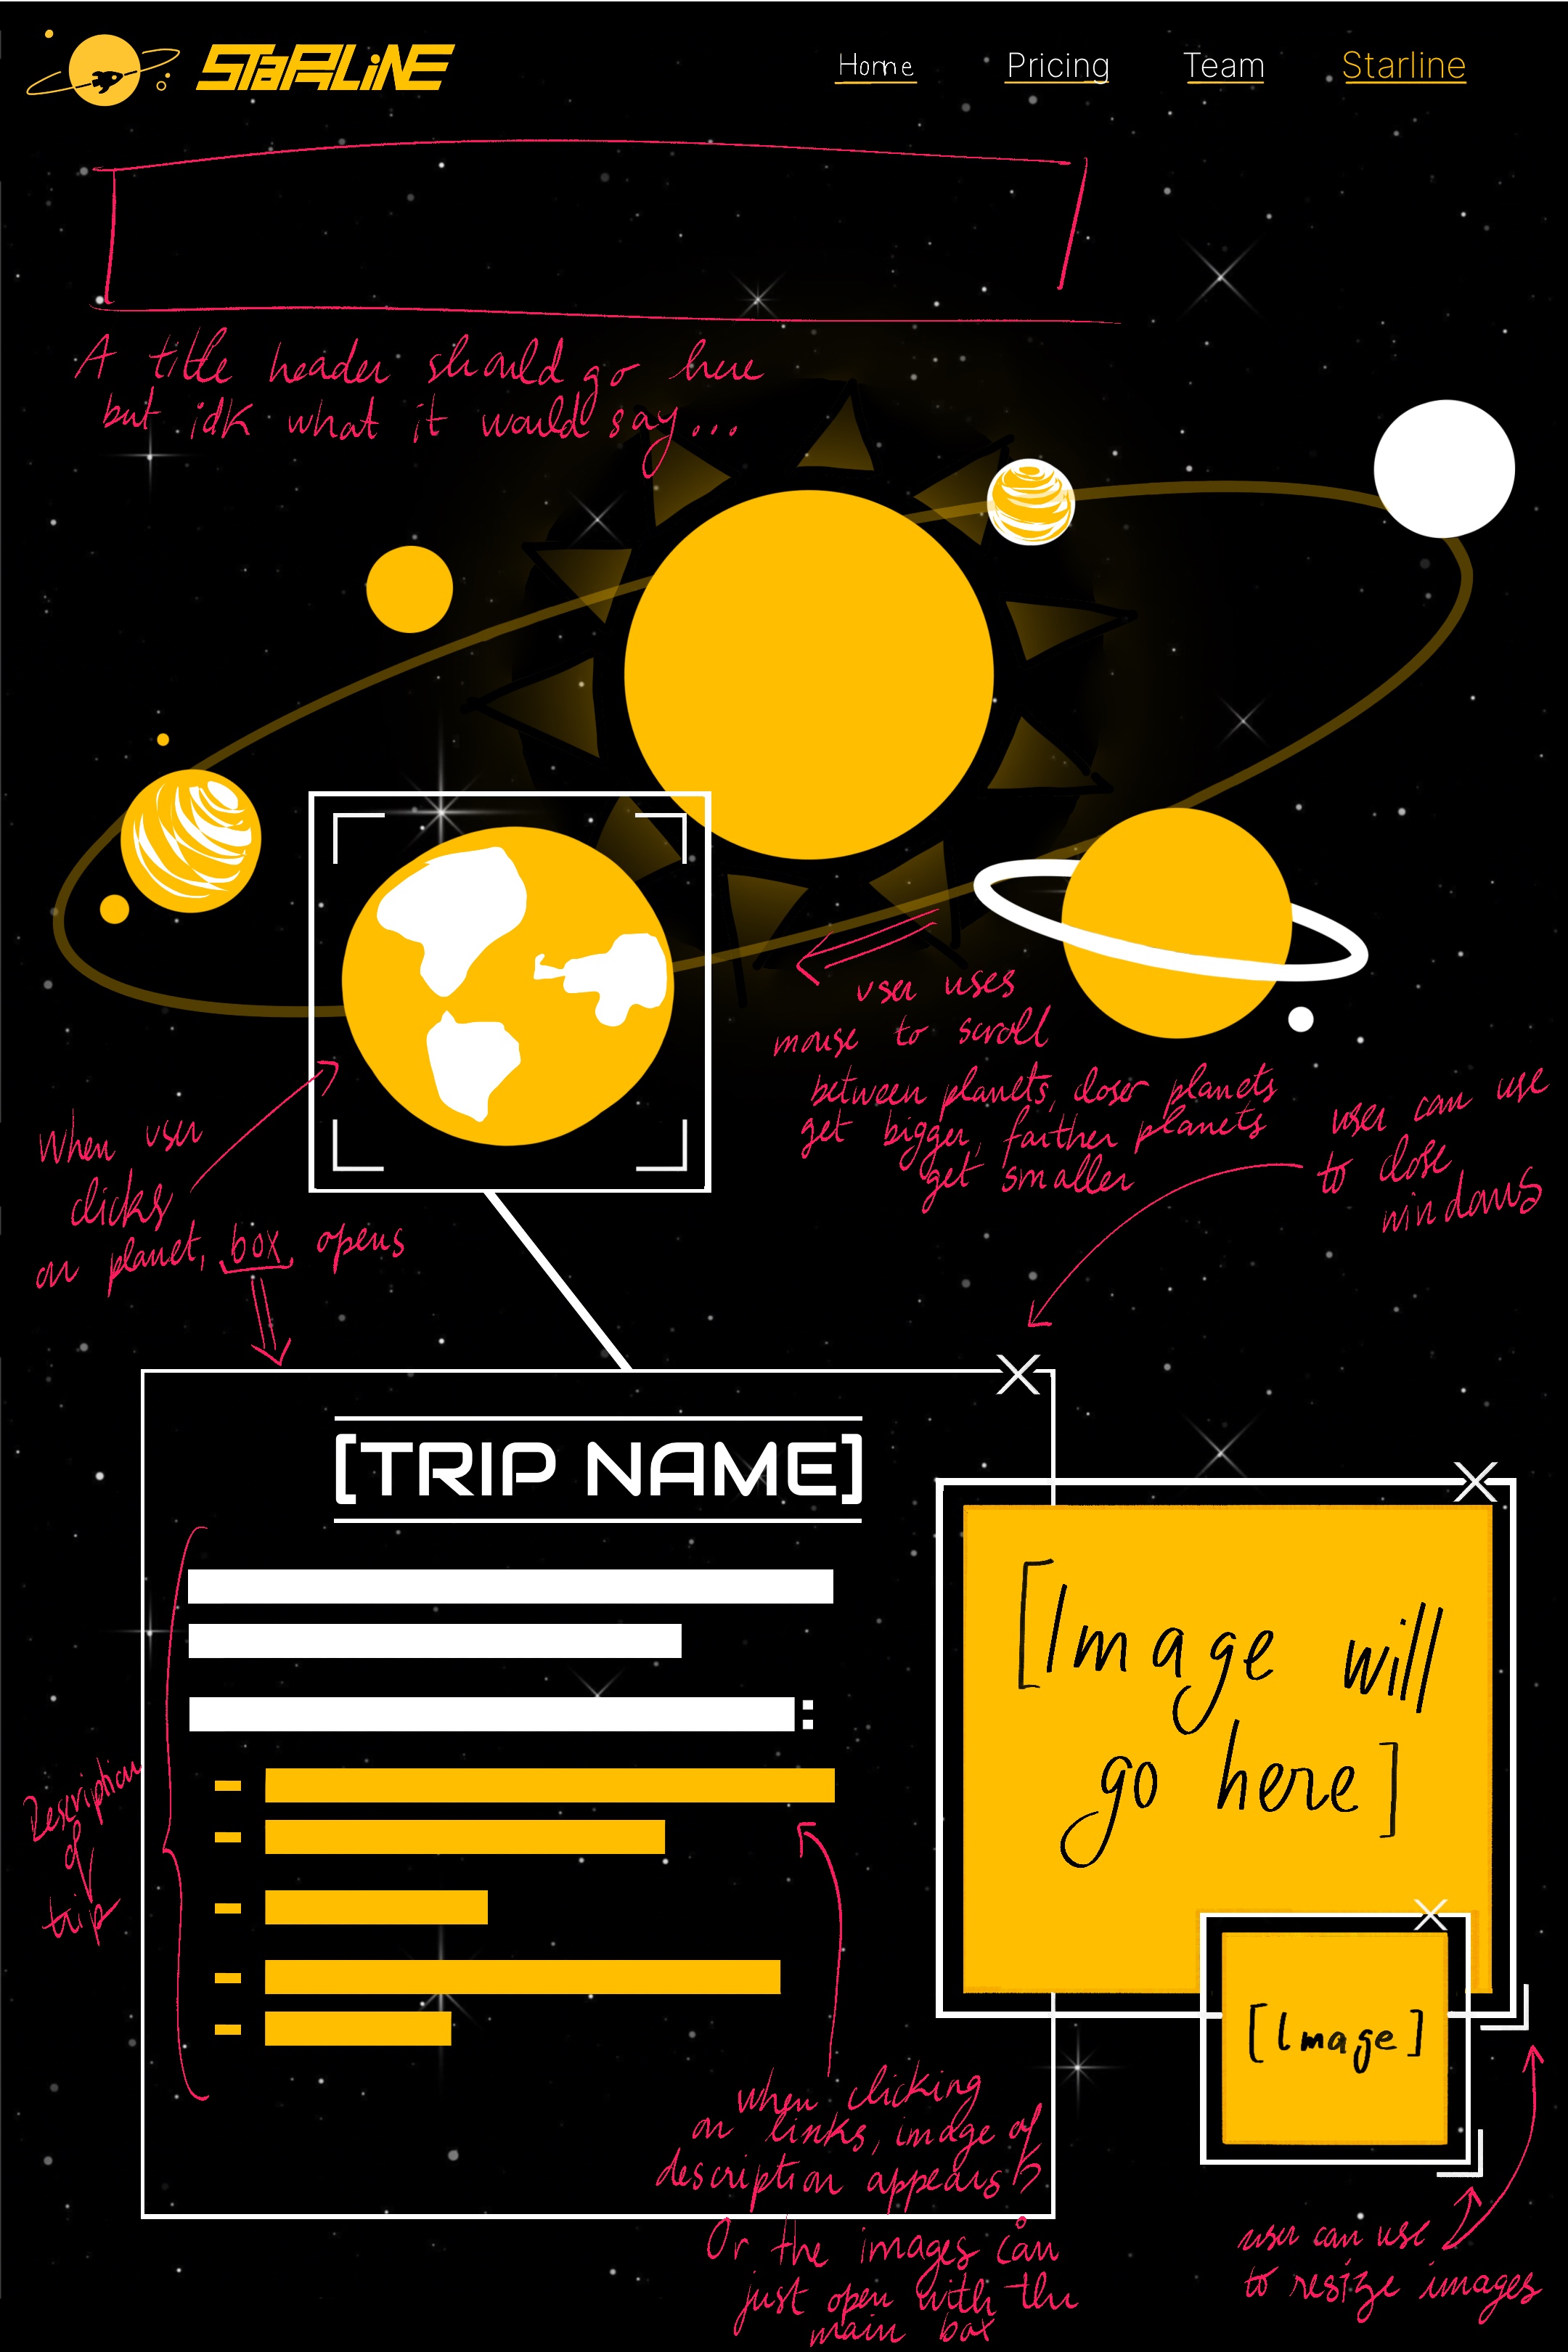 STaRLiNE
Home Pricing Team Starline
A title header should go here
but idk what it would say...
user uses
mouse to scroll
between planets, closer planets
get bigger, farther planets
get smaller
user can use
to close
windows
When user
clicks
on planet, box opens
[TRIP NAME]
:
[Image will
go here]
Description
of
trip
[Image]
when clicking
on links, image of
description appears?
Or the images can
just open with the
main box
user can use
to resize images